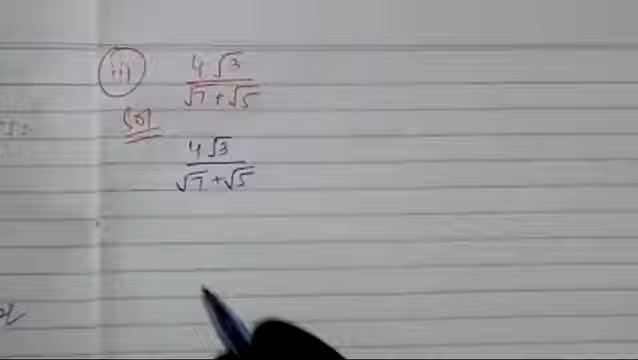 iii) 4√3 / √7 + √5
Sol
4√3 / √7 + √5